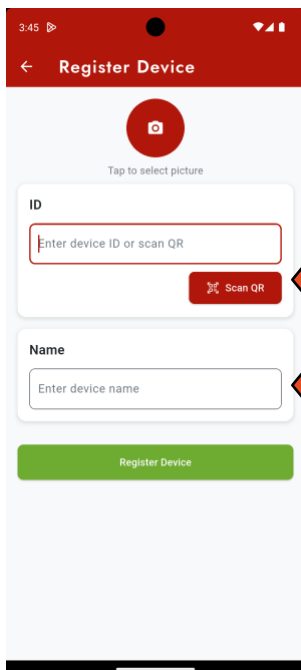 3:45
Register Device
Tap to select picture
ID
Enter device ID or scan QR
Scan QR
Name
Enter device name
Register Device